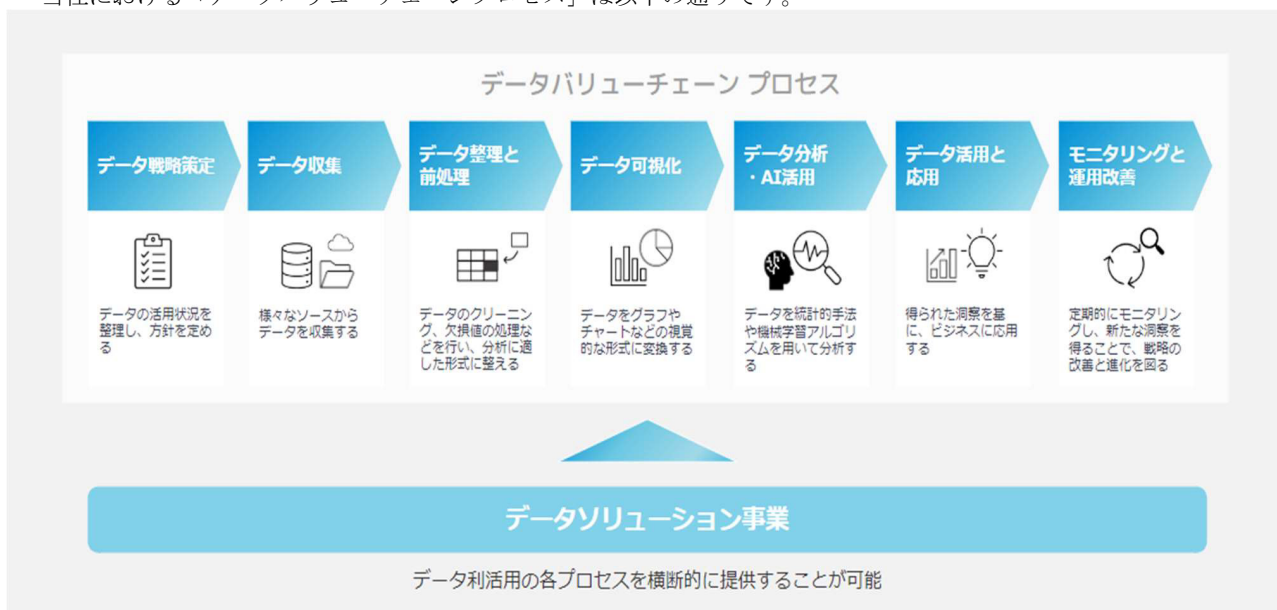 データバリューチェーン プロセス
データ戦略策定
データ収集
データ整理と
前処理
データ可視化
データ分析
・AI活用
データ活用と
応用
モニタリングと
運用改善
データの活用状況を
整理し、方針を定め
る
様々なソースから
データを収集する
データのクリーニン
グ、欠損値の処理な
どを行い、分析に適
した形式に整える
データをグラフや
チャートなどの視覚
的な形式に変換する
データを統計的手法
や機械学習アルゴリ
ズムを用いて分析す
る
得られた洞察を基
に、ビジネスに応用
する
定期的にモニタリン
グし、新たな洞察を
得ることで、戦略の
改善と進化を図る
データソリューション事業
データ利活用の各プロセスを横断的に提供することが可能